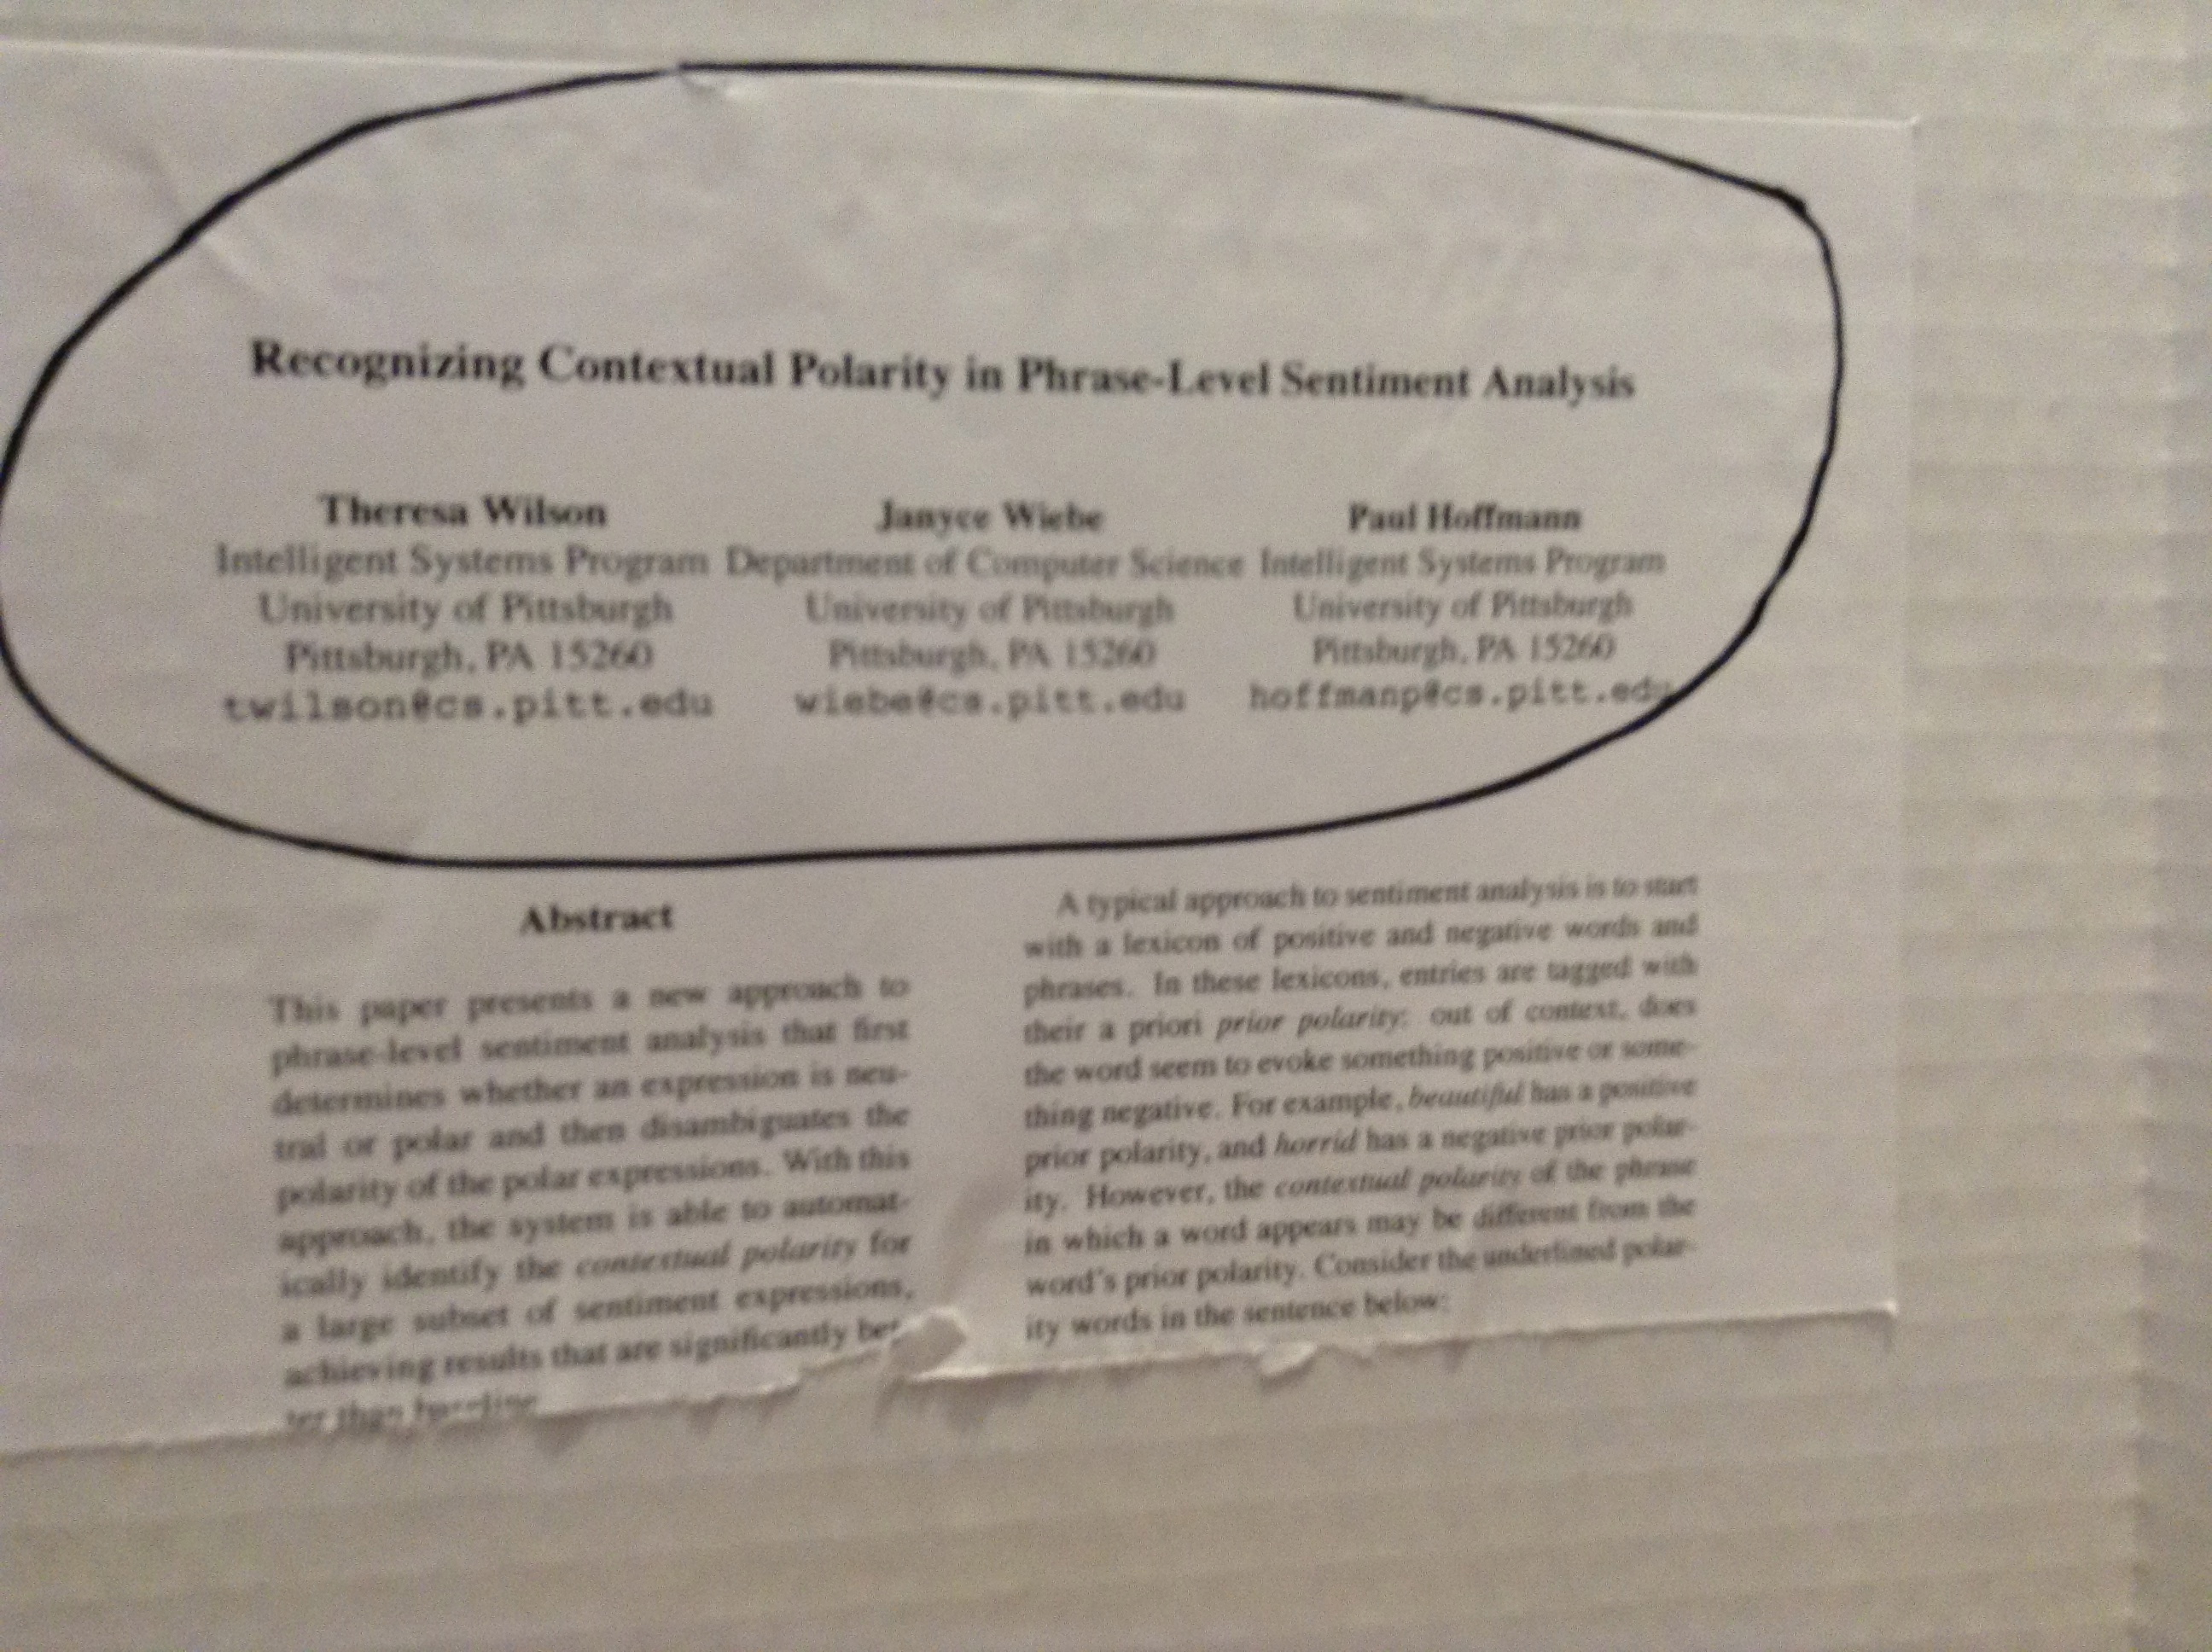 Recognizing Contextual Polarity in Phrase-Level Sentiment Analysis
Theresa Wilson
Intelligent Systems Program
University of Pittsburgh
Pittsburgh, PA 15260
twilson@cs.pitt.edu
Janyce Wiebe
Department of Computer Science
University of Pittsburgh
Pittsburgh, PA 15260
wiebe@cs.pitt.edu
Paul Hoffmann
Intelligent Systems Program
University of Pittsburgh
Pittsburgh, PA 15260
hoffmanp@cs.pitt.edu
Abstract
This paper presents a new approach to
phrase-level sentiment analysis that first
determines whether an expression is neu-
tral or polar and then disambiguates the
polarity of the polar expressions. With this
approach, the system is able to automat-
ically identify the contextual polarity for
a large subset of sentiment expressions,
achieving results that are significantly bet-
ter than baseline
A typical approach to sentiment analysis is to start
with a lexicon of positive and negative words and
phrases. In these lexicons, entries are tagged with
their a priori prior polarity: out of context, does
the word seem to evoke something positive or some-
thing negative. For example, beautiful has a positive
prior polarity, and horrid has a negative prior polar-
ity. However, the contextual polarity of the phrase
in which a word appears may be different from the
word's prior polarity. Consider the underlined polar-
ity words in the sentence below: